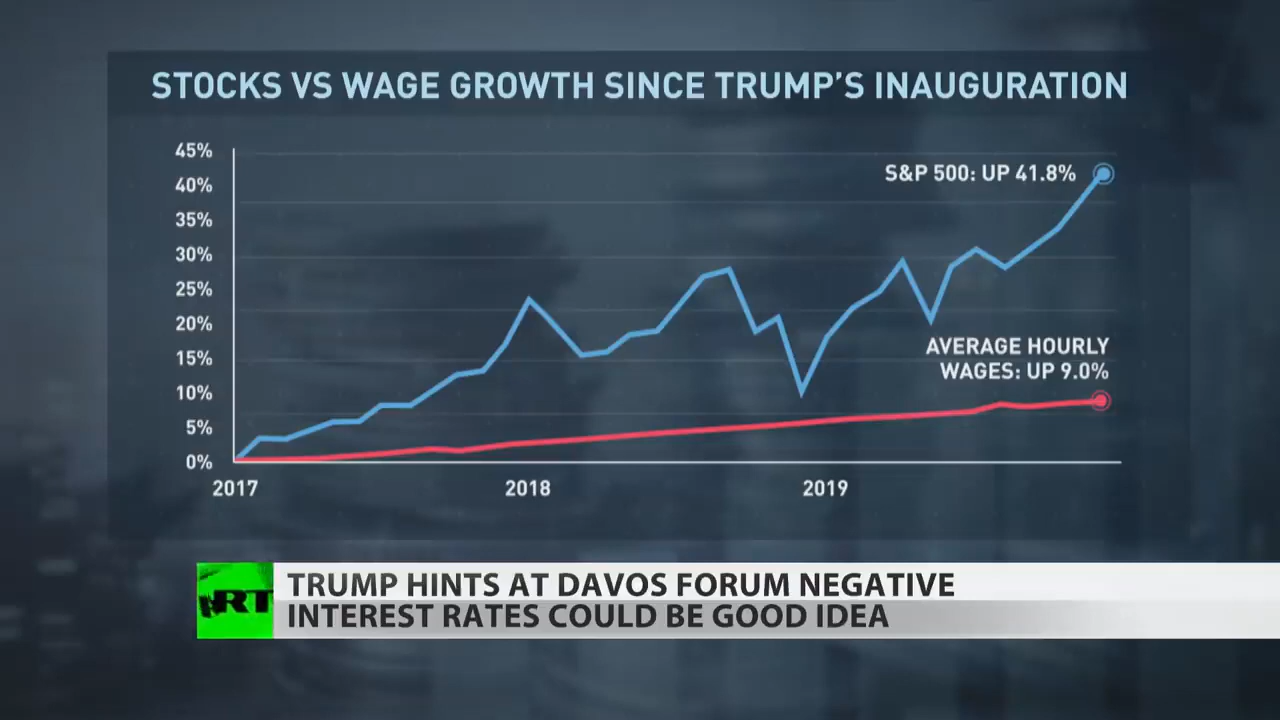 STOCKS VS WAGE GROWTH SINCE TRUMP'S INAUGURATION
45%
40%
35%
30%
25%
20%
15%
10%
5%
0%
S&P 500: UP 41.8%
AVERAGE HOURLY
WAGES: UP 9.0%
2017
2018
2019
RT
TRUMP HINTS AT DAVOS FORUM NEGATIVE
INTEREST RATES COULD BE GOOD IDEA